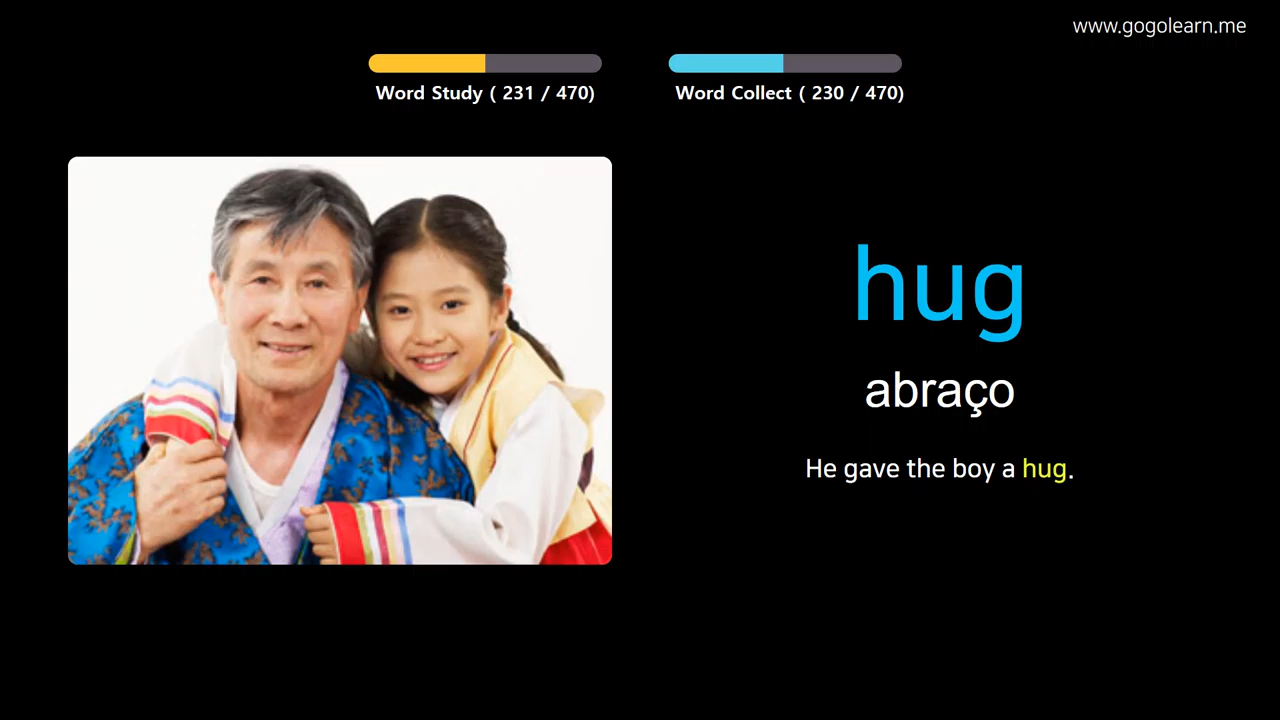 www.gogolearn.me
Word Study ( 231 / 470)
Word Collect ( 230 / 470)
hug
abraço
He gave the boy a hug.